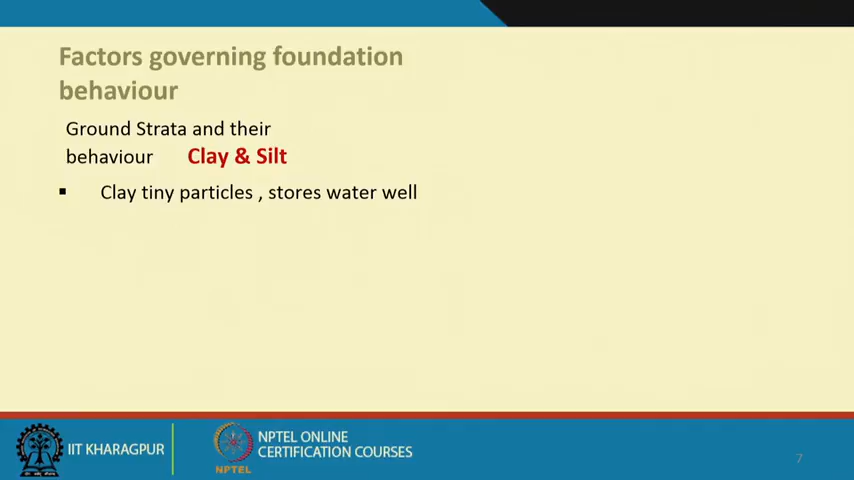 Factors governing foundation
behaviour
Ground Strata and their
behaviour Clay & Silt
▪ Clay tiny particles , stores water well
IIT KHARAGPUR
NPTEL
NPTEL ONLINE
CERTIFICATION COURSES
7